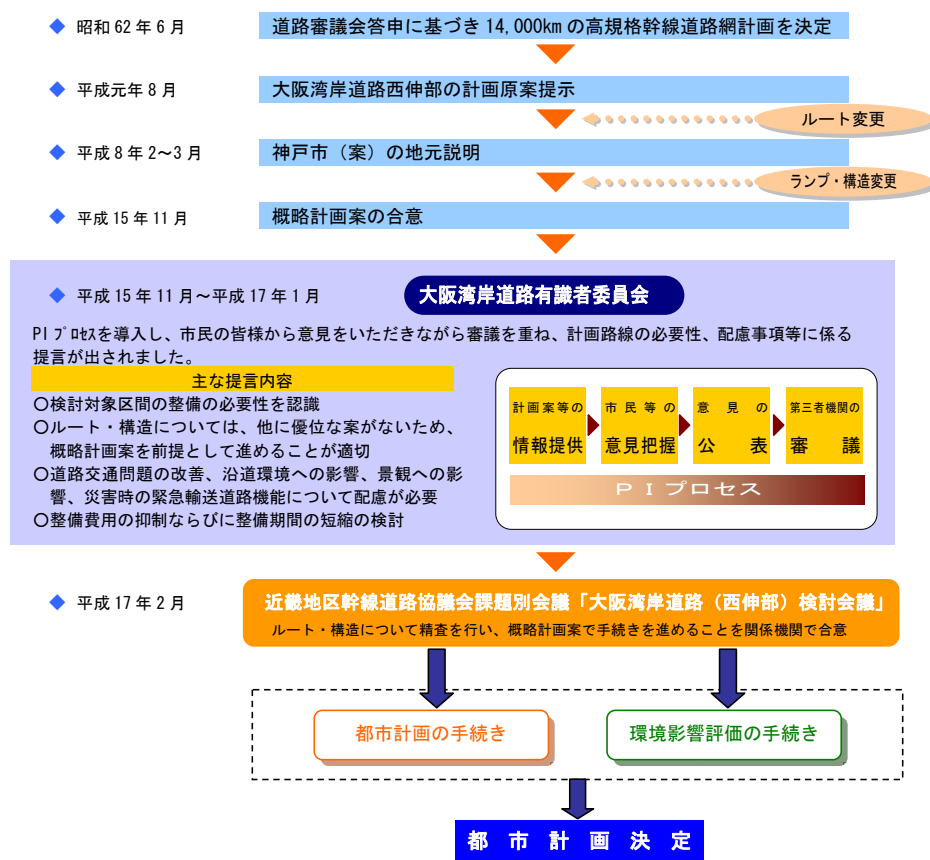 ◆ 昭和62年6月
道路審議会答申に基づき14,000kmの高規格幹線道路網計画を決定
◆ 平成元年8月
大阪湾岸道路西伸部の計画原案提示
ルート変更
◆ 平成8年2～3月
神戸市（案）の地元説明
ランプ・構造変更
◆ 平成15年11月
概略計画案の合意
◆ 平成15年11月～平成17年1月
大阪湾岸道路有識者委員会
PIﾌﾟﾛｾｽを導入し、市民の皆様から意見をいただきながら審議を重ね、計画路線の必要性、配慮事項等に係る
提言が出されました。
主な提言内容
○検討対象区間の整備の必要性を認識
○ルート・構造については、他に優位な案がないため、
概略計画案を前提として進めることが適切
○道路交通問題の改善、沿道環境への影響、景観への影
響、災害時の緊急輸送道路機能について配慮が必要
○整備費用の抑制ならびに整備期間の短縮の検討
計画案等の
情報提供
市民等の
意見把握
意見の
公表
第三者機関の
審議
ＰＩプロセス
◆ 平成17年2月
近畿地区幹線道路協議会課題別会議「大阪湾岸道路（西伸部）検討会議」
ルート・構造について精査を行い、概略計画案で手続きを進めることを関係機関で合意
都市計画の手続き
環境影響評価の手続き
都市計画決定